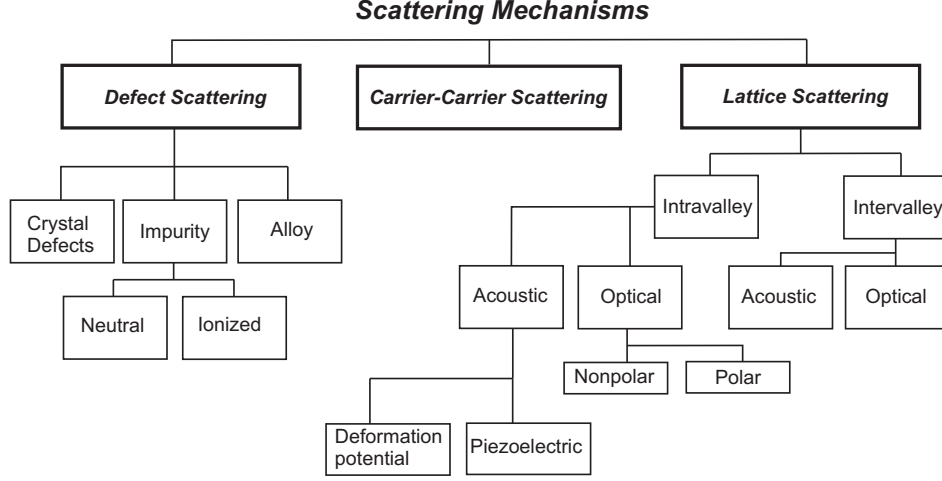 Scattering Mechanisms
Defect Scattering
Carrier-Carrier Scattering
Lattice Scattering
Crystal
Defects
Impurity
Alloy
Intravalley
Intervalley
Neutral
Ionized
Acoustic
Optical
Acoustic
Optical
Nonpolar
Polar
Deformation
potential
Piezoelectric